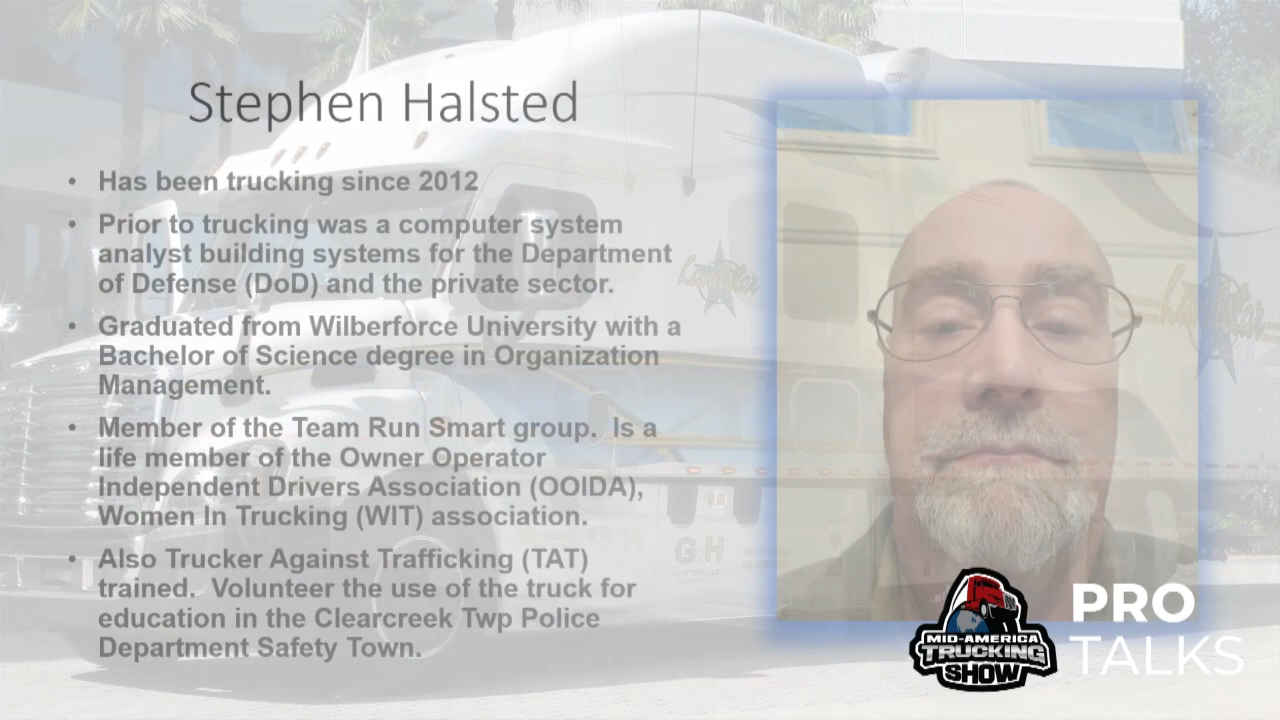 Stephen Halsted
• Has been trucking since 2012
• Prior to trucking was a computer system
analyst building systems for the Department
of Defense (DoD) and the private sector.
• Graduated from Wilberforce University with a
Bachelor of Science degree in Organization
Management.
• Member of the Team Run Smart group.  Is a
life member of the Owner Operator
Independent Drivers Association (OOIDA),
Women In Trucking (WIT) association.
• Also Trucker Against Trafficking (TAT)
trained.  Volunteer the use of the truck for
education in the Clearcreek Twp Police
Department Safety Town.
G H
MID-AMERICA
TRUCKING
SHOW
PRO
TALKS